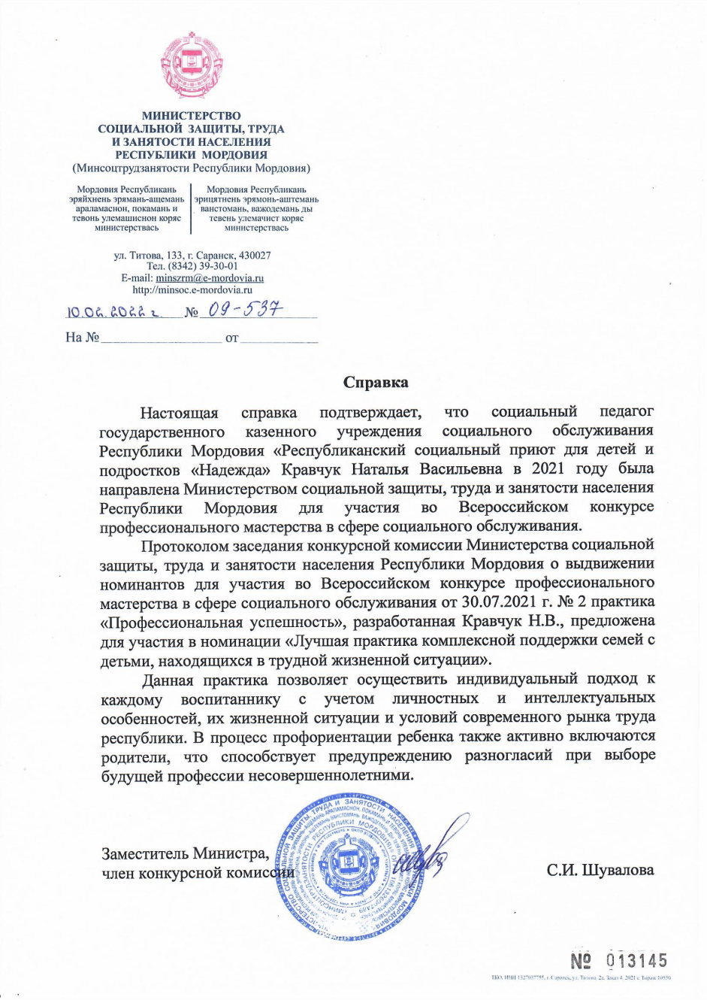 МИНИСТЕРСТВО
СОЦИАЛЬНОЙ ЗАЩИТЫ, ТРУДА
И ЗАНЯТОСТИ НАСЕЛЕНИЯ
РЕСПУБЛИКИ МОРДОВИЯ
(Минсоцтрудзанятости Республики Мордовия)
Мордовия Республикань
эряйхнень эрямань-ащемань
араламаснон, покамань и
тевонь улемашиснон коряс
министерствась
Мордовия Республикань
эрицятнень эрямонь-аштемань
ванстомань, важодемань ды
тевень улемачист коряс
министерствась
ул. Титова, 133, г. Саранск, 430027
Тел. (8342) 39-30-01
E-mail: minszrm@e-mordovia.ru
http://minsoc.e-mordovia.ru
10.02.2022 г. № 09-537
На № от
Справка
Настоящая справка подтверждает, что социальный педагог
государственного казенного учреждения социального обслуживания
Республики Мордовия «Республиканский социальный приют для детей и
подростков «Надежда» Кравчук Наталья Васильевна в 2021 году была
направлена Министерством социальной защиты, труда и занятости населения
Республики Мордовия для участия во Всероссийском конкурсе
профессионального мастерства в сфере социального обслуживания.
Протоколом заседания конкурсной комиссии Министерства социальной
защиты, труда и занятости населения Республики Мордовия о выдвижении
номинантов для участия во Всероссийском конкурсе профессионального
мастерства в сфере социального обслуживания от 30.07.2021 г. № 2 практика
«Профессиональная успешность», разработанная Кравчук Н.В., предложена
для участия в номинации «Лучшая практика комплексной поддержки семей с
детьми, находящихся в трудной жизненной ситуации».
Данная практика позволяет осуществить индивидуальный подход к
каждому воспитаннику с учетом личностных и интеллектуальных
особенностей, их жизненной ситуации и условий современного рынка труда
республики. В процесс профориентации ребенка также активно включаются
родители, что способствует предупреждению разногласий при выборе
будущей профессии несовершеннолетними.
Заместитель Министра,
член конкурсной комиссии
С.И. Шувалова
№ 013145